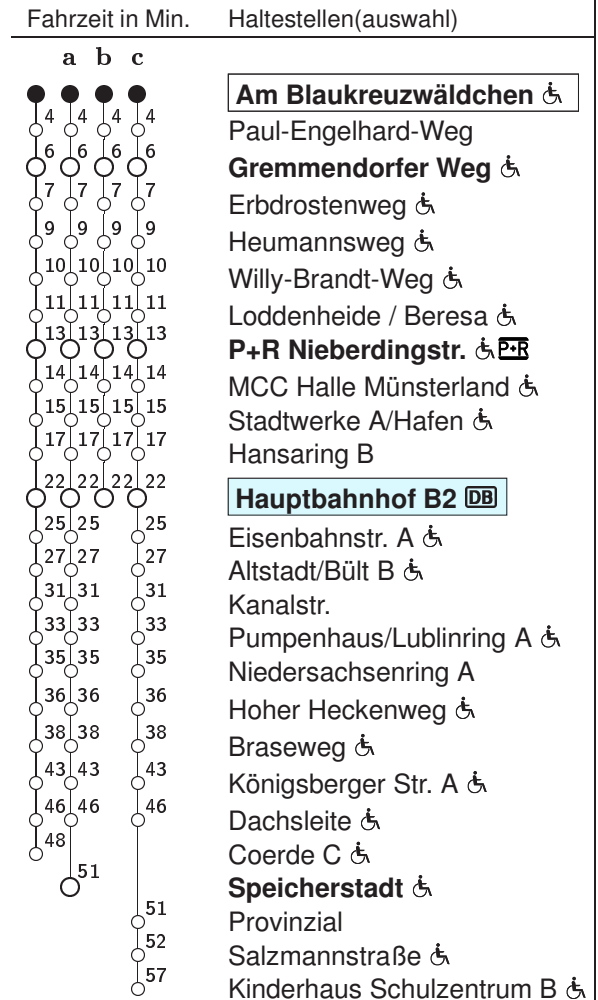 Fahrzeit in Min. Haltestellen(auswahl)
a b c
Am Blaukreuzwäldchen
4 4 4 4 Paul-Engelhard-Weg
6 6 6 6 Gremmendorfer Weg
7 7 7 7 Erbdrostenweg
9 9 9 9 Heumannsweg
10 10 10 10 Willy-Brandt-Weg
11 11 11 11 Loddenheide / Beresa
13 13 13 13 P+R Nieberdingstr. P+R
14 14 14 14 MCC Halle Münsterland
15 15 15 15 Stadtwerke A/Hafen
17 17 17 17 Hansaring B
22 22 22 22 Hauptbahnhof B2 DB
25 25 25 Eisenbahnstr. A
27 27 27 Altstadt/Bült B
31 31 31 Kanalstr.
33 33 33 Pumpenhaus/Lublinring A
35 35 35 Niedersachsenring A
36 36 36 Hoher Heckenweg
38 38 38 Braseweg
43 43 43 Königsberger Str. A
46 46 46 Dachsleite
48 Coerde C
51 Speicherstadt
51 Provinzial
52 Salzmannstraße
57 Kinderhaus Schulzentrum B